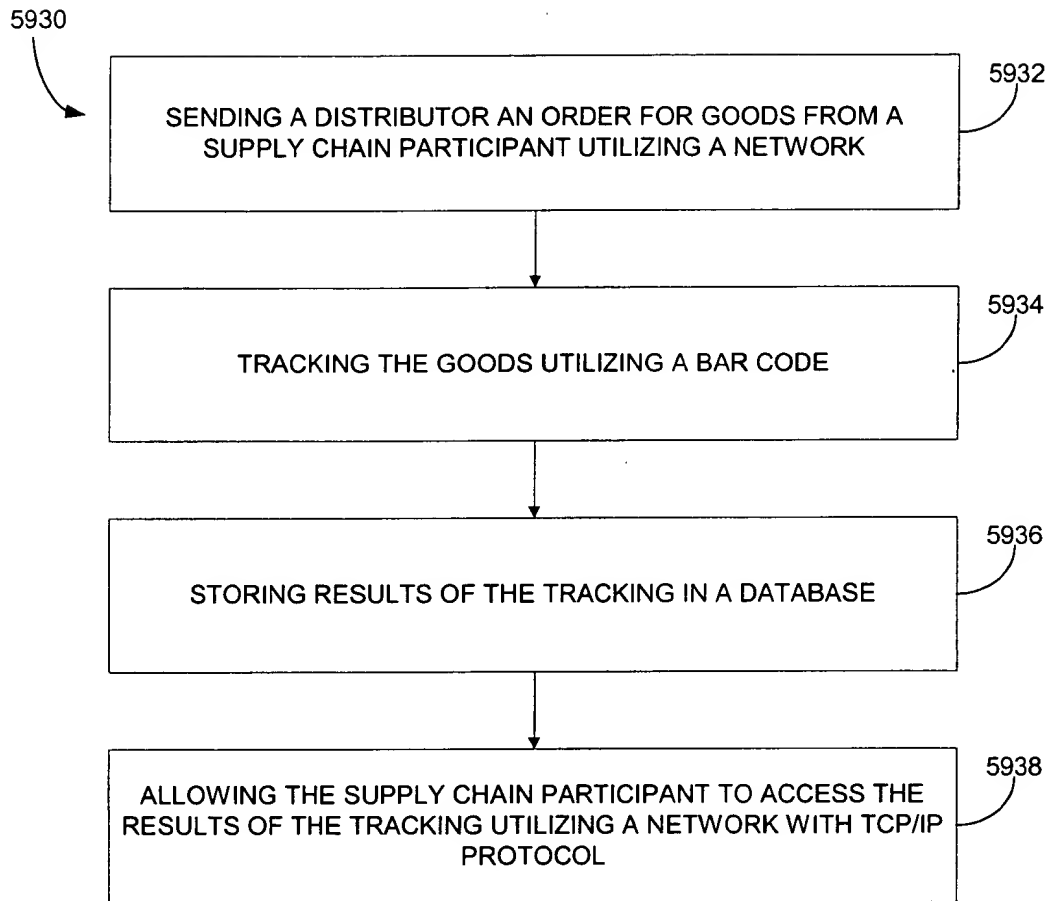 5930
5932
SENDING A DISTRIBUTOR AN ORDER FOR GOODS FROM A
SUPPLY CHAIN PARTICIPANT UTILIZING A NETWORK
5934
TRACKING THE GOODS UTILIZING A BAR CODE
5936
STORING RESULTS OF THE TRACKING IN A DATABASE
5938
ALLOWING THE SUPPLY CHAIN PARTICIPANT TO ACCESS THE
RESULTS OF THE TRACKING UTILIZING A NETWORK WITH TCP/IP
PROTOCOL